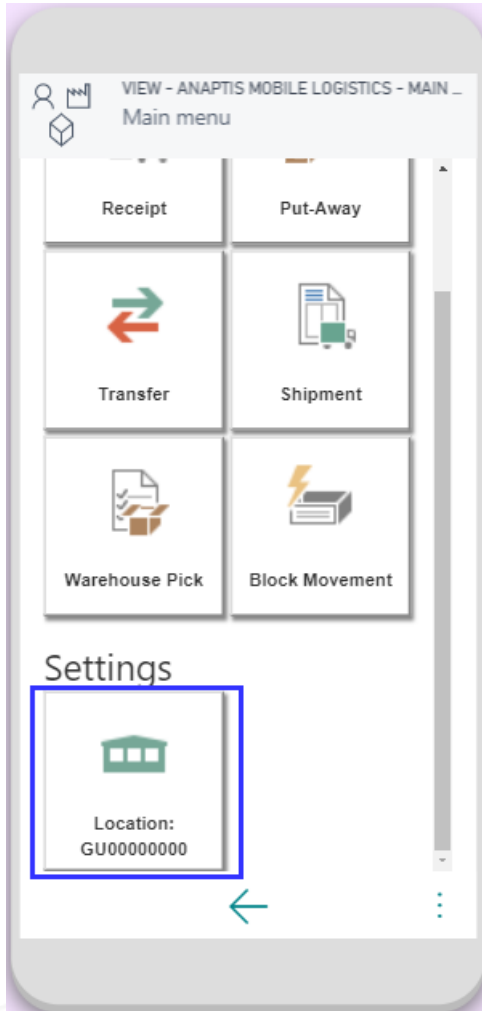 VIEW - ANAPTIS MOBILE LOGISTICS - MAIN ...
Main menu
Receipt
Put-Away
Transfer
Shipment
Warehouse Pick
Block Movement
Settings
Location:
GU00000000